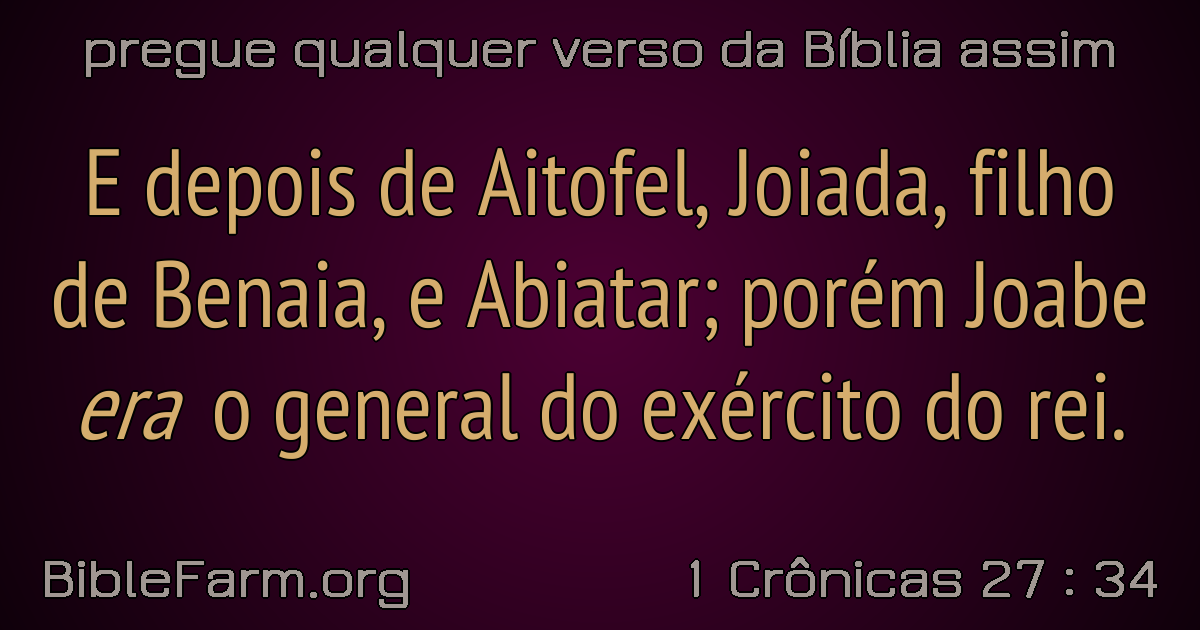 pregue qualquer verso da Bíblia assim
E depois de Aitofel, Joiada, filho
de Benaia, e Abiatar; porém Joabe
era o general do exército do rei.
BibleFarm.org
1 Crônicas 27 : 34